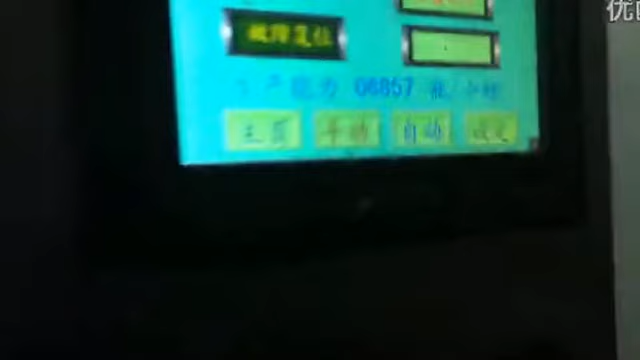 优
故障复位
生产能力 06857 瓶/小时
主页 手动 自动 设定